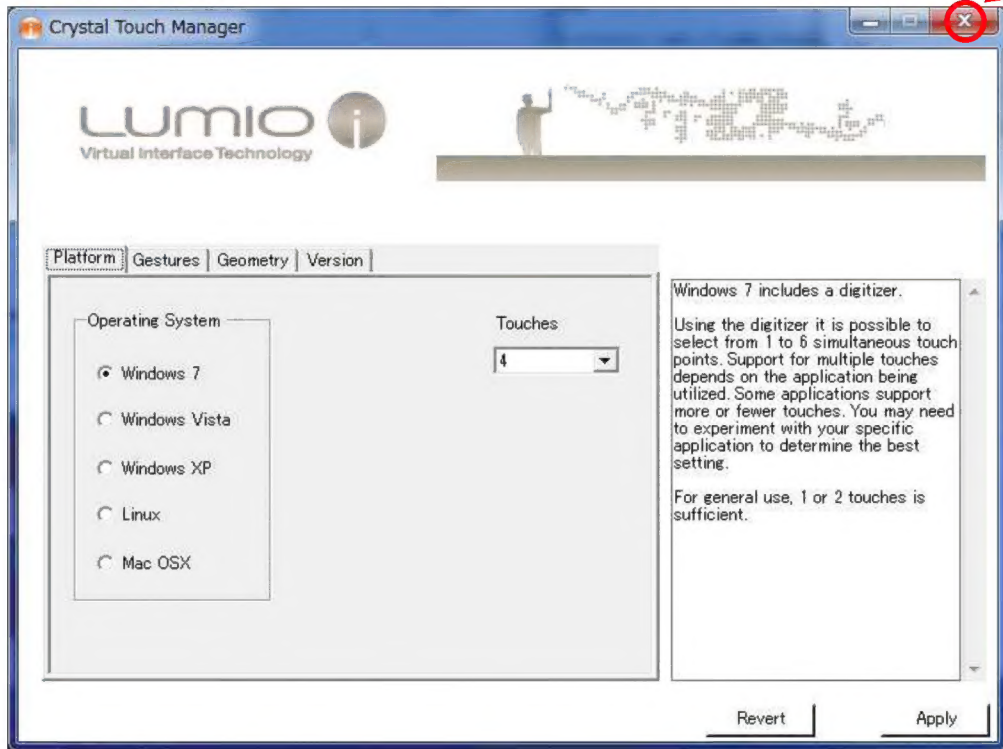 Crystal Touch Manager
LUMIO
Virtual Interface Technology
Platform
Gestures
Geometry
Version
Operating System
Windows 7
Windows Vista
Windows XP
Linux
Mac OSX
Touches
4
Windows 7 includes a digitizer.
Using the digitizer it is possible to
select from 1 to 6 simultaneous touch
points. Support for multiple touches
depends on the application being
utilized. Some applications support
more or fewer touches. You may need
to experiment with your specific
application to determine the best
setting.
For general use, 1 or 2 touches is
sufficient.
Revert
Apply